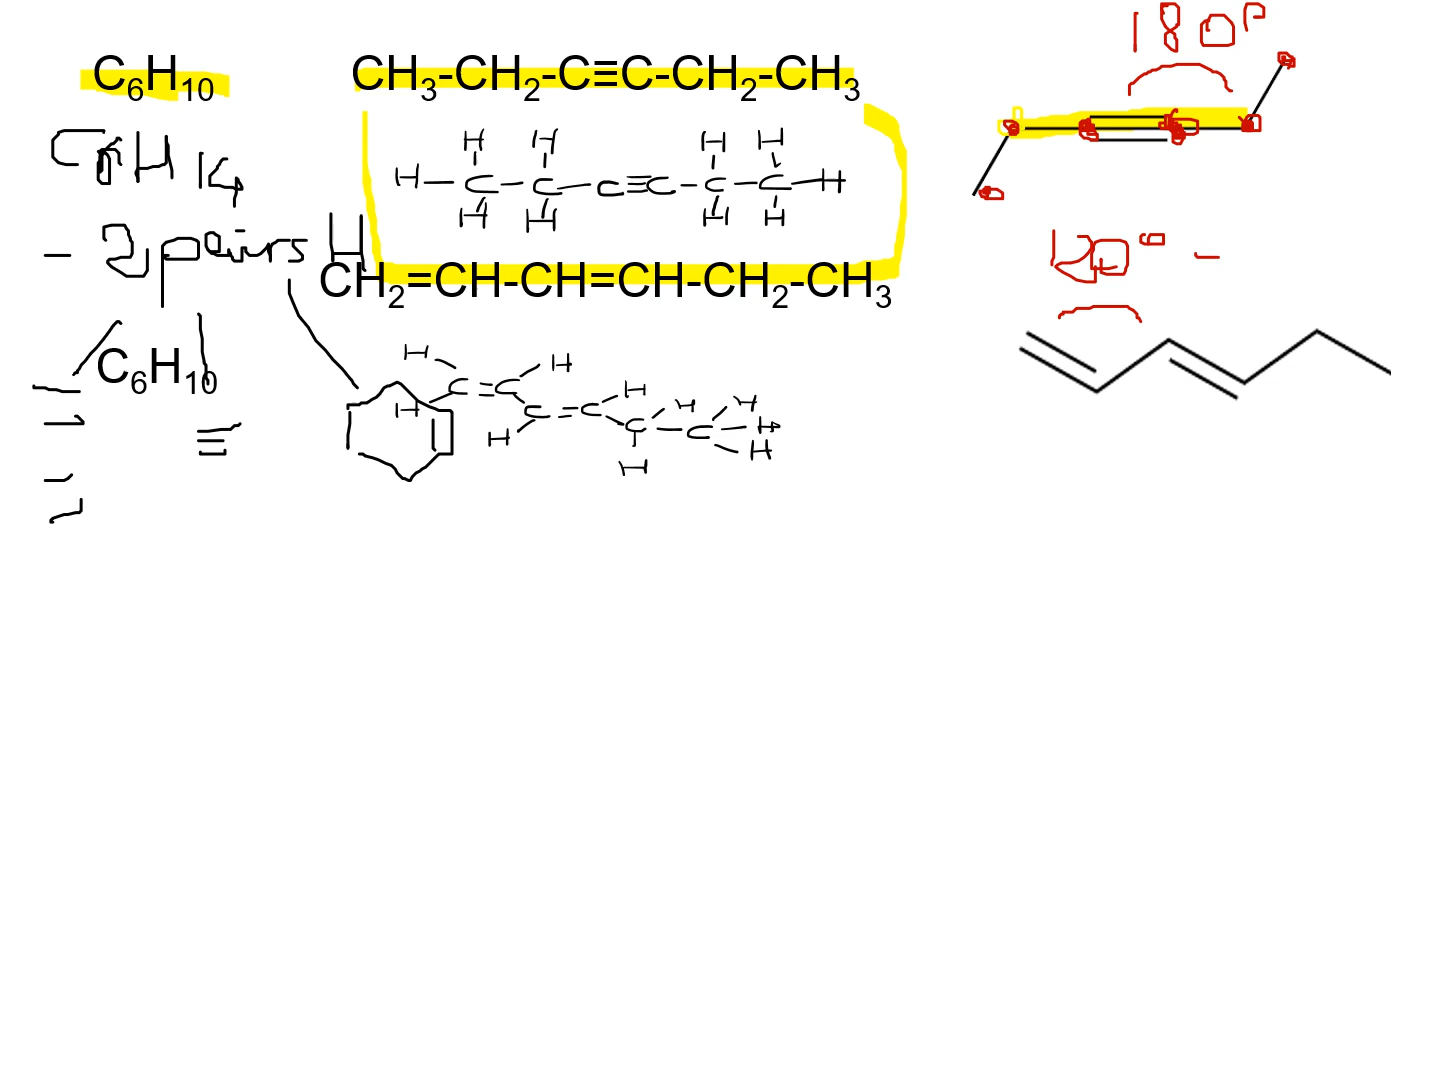 C6H10
CH3-CH2-C≡C-CH2-CH3
180°
C6H14
H H H H
H-C-C-C≡C-C-C-H
H H H H
- 2 pairs H
120° -
CH2=CH-CH=CH-CH2-CH3
C6H10
H H
C=C
H
C=C H H H
H C-C H
H H